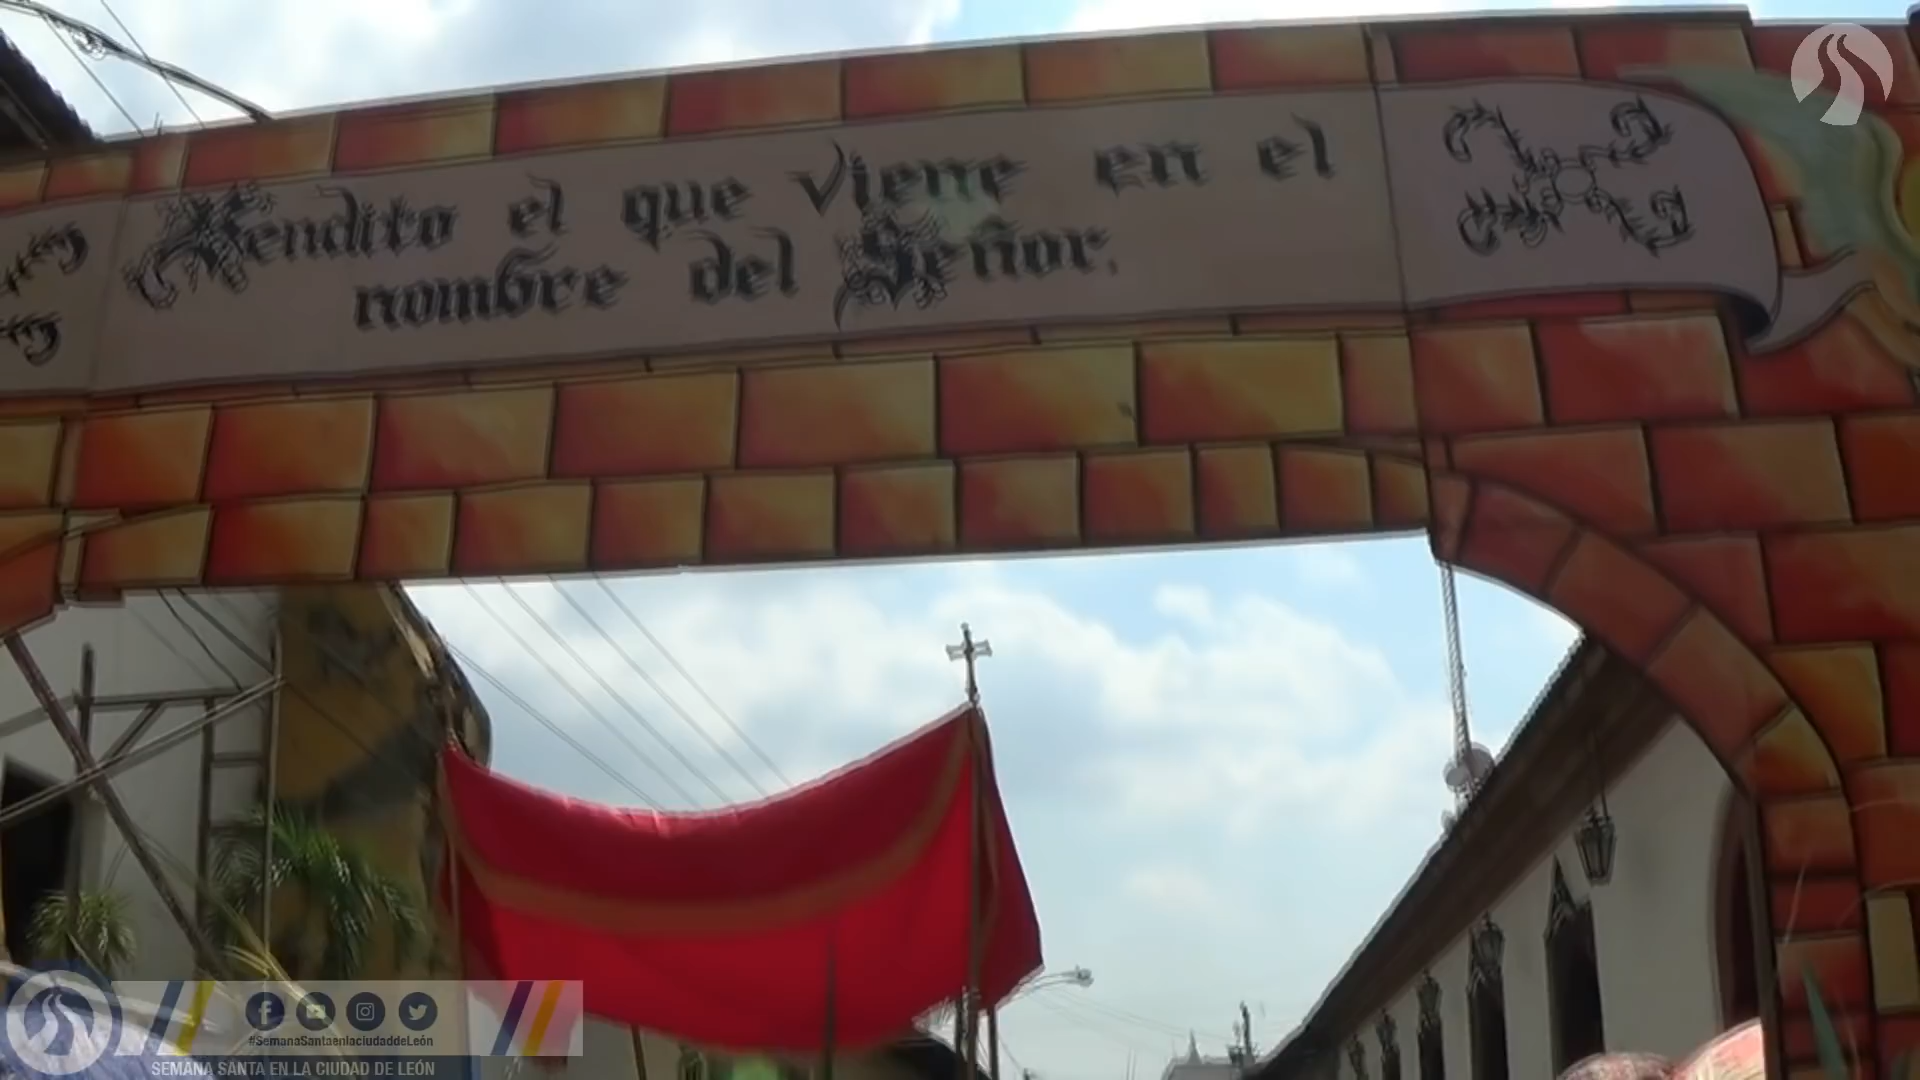 Bendito el que viene en el
nombre del Señor.
#SemanaSantaenlaciudaddeLeón
SEMANA SANTA EN LA CIUDAD DE LEÓN